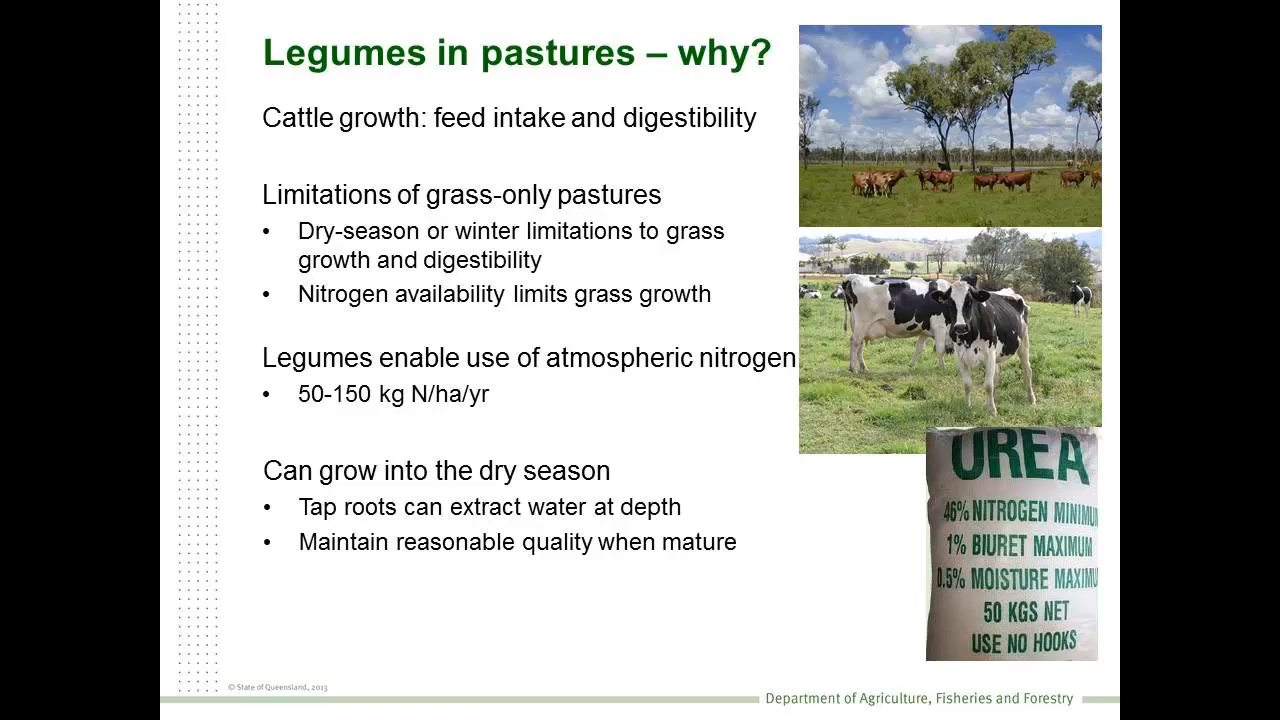 Legumes in pastures – why?
Cattle growth: feed intake and digestibility
Limitations of grass-only pastures
• Dry-season or winter limitations to grass
growth and digestibility
• Nitrogen availability limits grass growth
Legumes enable use of atmospheric nitrogen
• 50-150 kg N/ha/yr
Can grow into the dry season
• Tap roots can extract water at depth
• Maintain reasonable quality when mature
UREA
46% NITROGEN MINIMU
1% BIURET MAXIMUM
0.5% MOISTURE MAXIMU
50 KGS NET
USE NO HOOKS
© State of Queensland, 2013
Department of Agriculture, Fisheries and Forestry